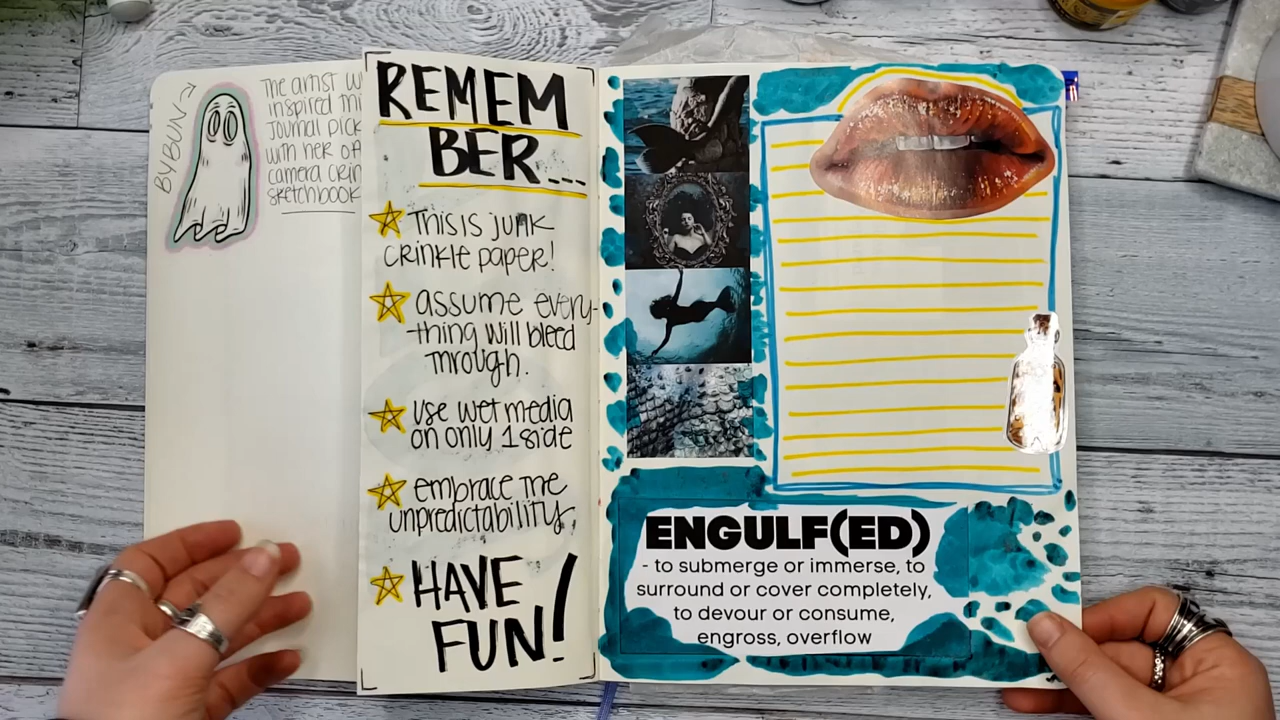 BYBUN
The artist w
inspired thi
Journal pick
with her of
camera crin
sketchbook
REMEM
BER...
This is junk
crinkle paper!
assume every-
-thing will bleed
through.
use wet media
on only 1 side
embrace the
unpredictability
HAVE
FUN!
ENGULF(ED)
- to submerge or immerse, to
surround or cover completely,
to devour or consume,
engross, overflow